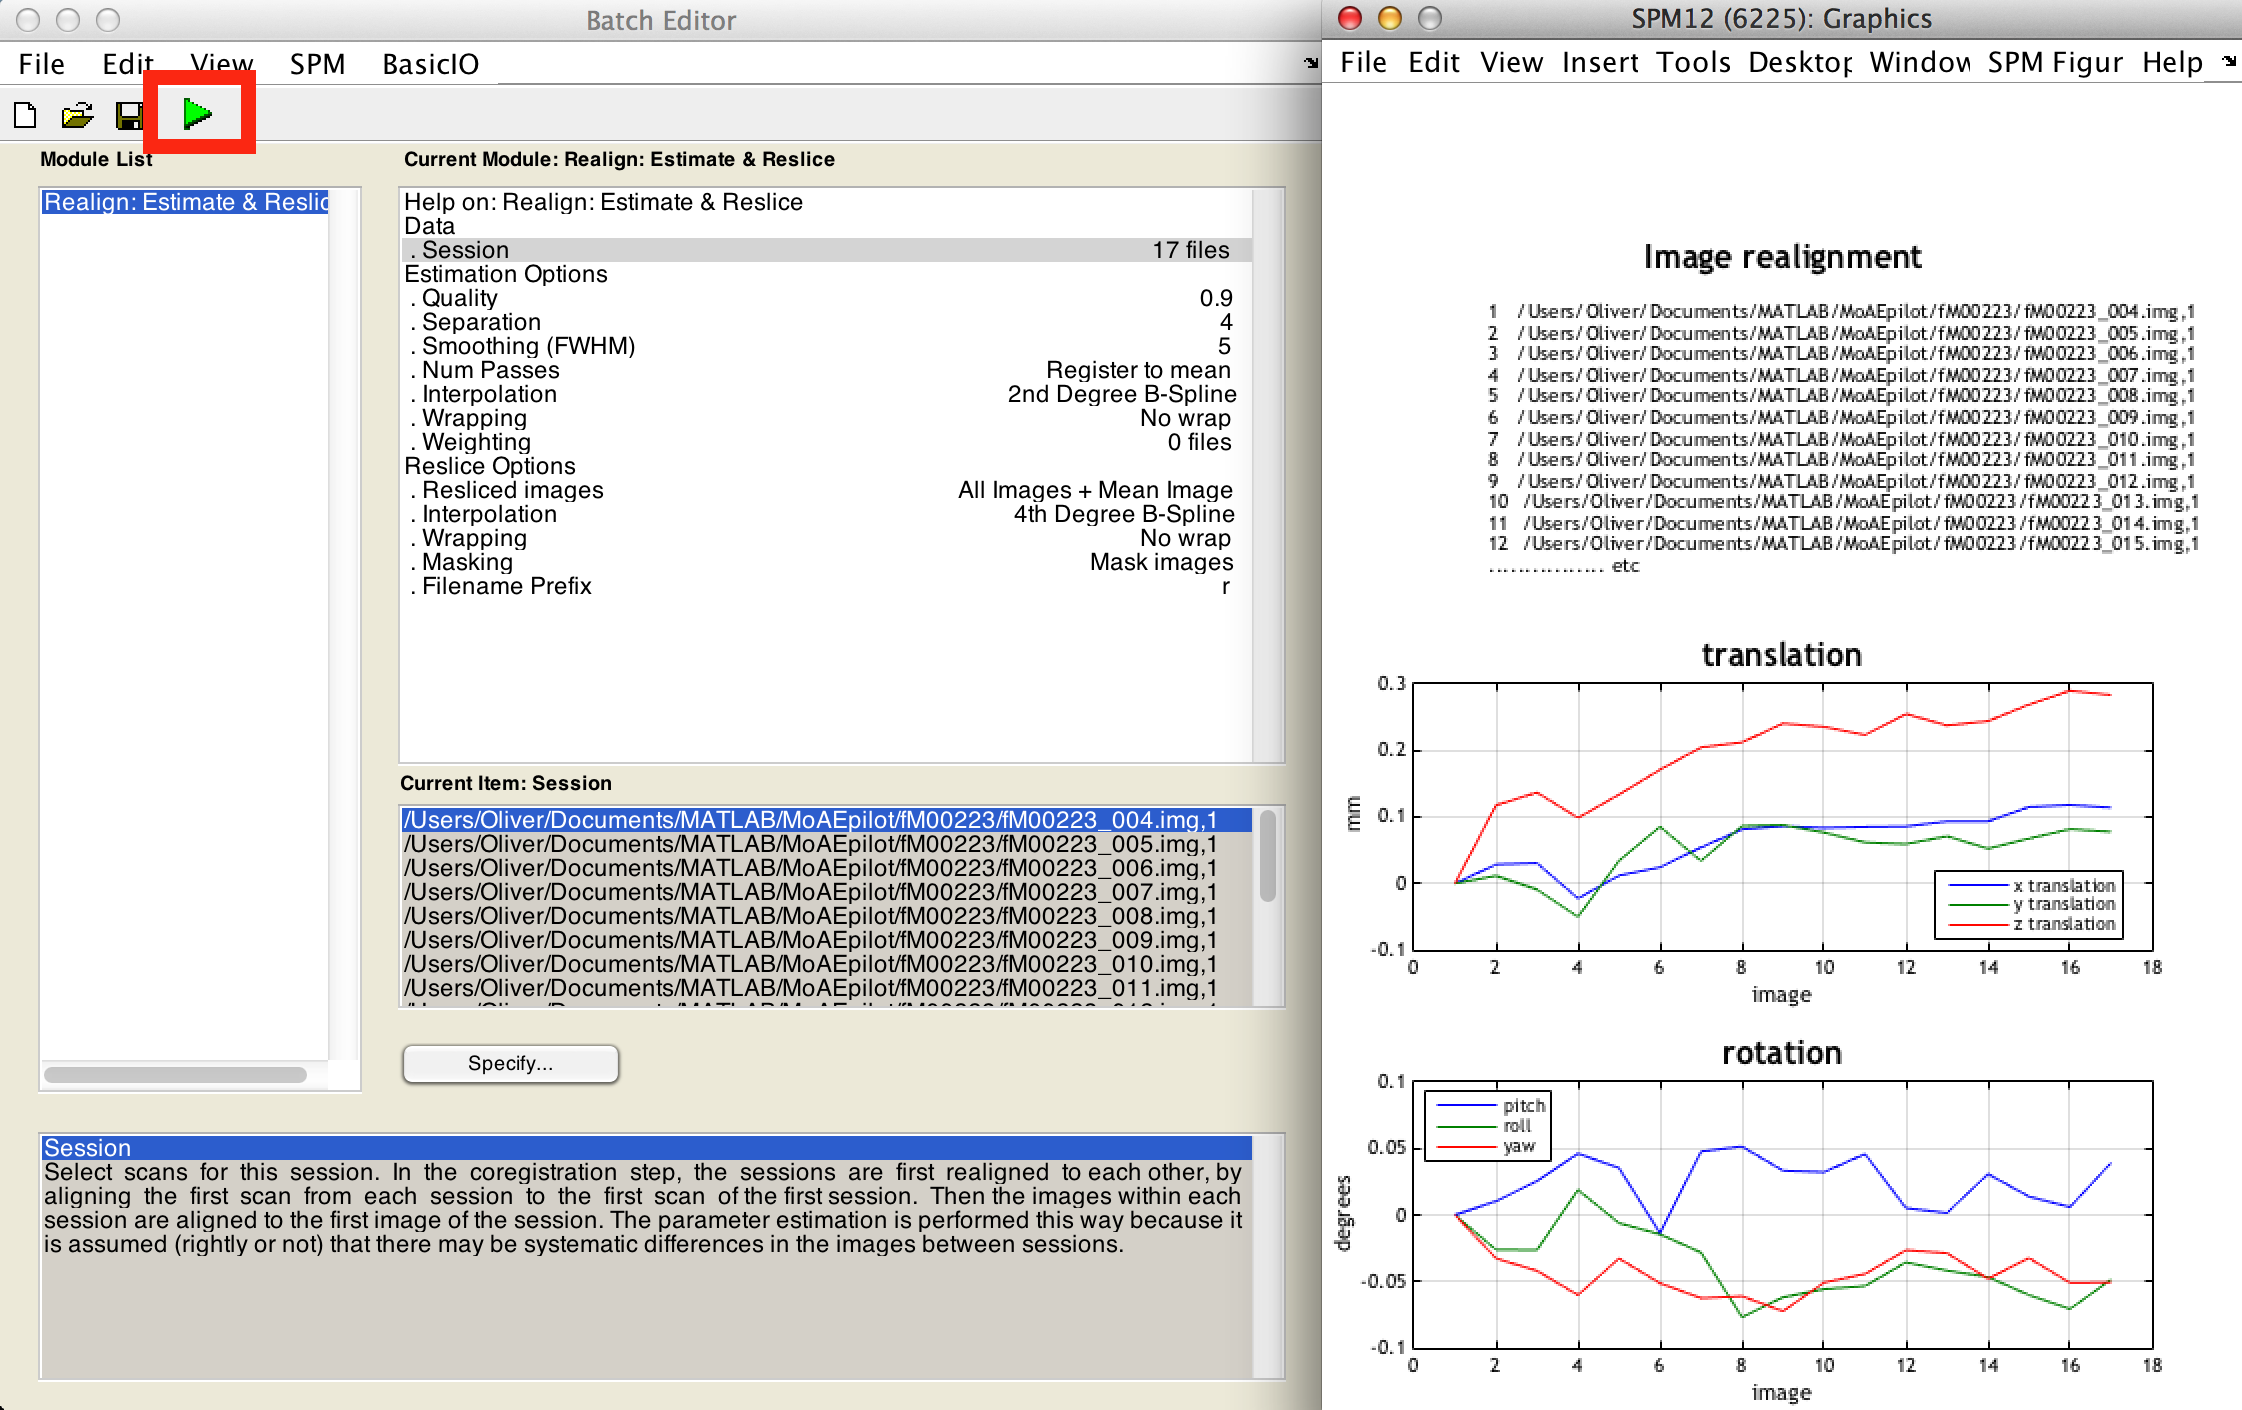 Batch Editor
File Edit View SPM BasicIO
Module List
Realign: Estimate & Reslic
Current Module: Realign: Estimate & Reslice
Help on: Realign: Estimate & Reslice
Data
. Session 17 files
Estimation Options
. Quality 0.9
. Separation 4
. Smoothing (FWHM) 5
. Num Passes Register to mean
. Interpolation 2nd Degree B-Spline
. Wrapping No wrap
. Weighting 0 files
Reslice Options
. Resliced images All Images + Mean Image
. Interpolation 4th Degree B-Spline
. Wrapping No wrap
. Masking Mask images
. Filename Prefix r
Current Item: Session
/Users/Oliver/Documents/MATLAB/MoAEpilot/fM00223/fM00223_004.img,1
/Users/Oliver/Documents/MATLAB/MoAEpilot/fM00223/fM00223_005.img,1
/Users/Oliver/Documents/MATLAB/MoAEpilot/fM00223/fM00223_006.img,1
/Users/Oliver/Documents/MATLAB/MoAEpilot/fM00223/fM00223_007.img,1
/Users/Oliver/Documents/MATLAB/MoAEpilot/fM00223/fM00223_008.img,1
/Users/Oliver/Documents/MATLAB/MoAEpilot/fM00223/fM00223_009.img,1
/Users/Oliver/Documents/MATLAB/MoAEpilot/fM00223/fM00223_010.img,1
/Users/Oliver/Documents/MATLAB/MoAEpilot/fM00223/fM00223_011.img,1
Specify...
Session
Select scans for this session. In the coregistration step, the sessions are first realigned to each other, by
aligning the first scan from each session to the first scan of the first session. Then the images within each
session are aligned to the first image of the session. The parameter estimation is performed this way because it
is assumed (rightly or not) that there may be systematic differences in the images between sessions.
SPM12 (6225): Graphics
File Edit View Insert Tools Desktop Window SPM Figur Help
Image realignment
1 /Users/Oliver/Documents/MATLAB/MoAEpilot/fM00223/fM00223_004.img,1
2 /Users/Oliver/Documents/MATLAB/MoAEpilot/fM00223/fM00223_005.img,1
3 /Users/Oliver/Documents/MATLAB/MoAEpilot/fM00223/fM00223_006.img,1
4 /Users/Oliver/Documents/MATLAB/MoAEpilot/fM00223/fM00223_007.img,1
5 /Users/Oliver/Documents/MATLAB/MoAEpilot/fM00223/fM00223_008.img,1
6 /Users/Oliver/Documents/MATLAB/MoAEpilot/fM00223/fM00223_009.img,1
7 /Users/Oliver/Documents/MATLAB/MoAEpilot/fM00223/fM00223_010.img,1
8 /Users/Oliver/Documents/MATLAB/MoAEpilot/fM00223/fM00223_011.img,1
9 /Users/Oliver/Documents/MATLAB/MoAEpilot/fM00223/fM00223_012.img,1
10 /Users/Oliver/Documents/MATLAB/MoAEpilot/fM00223/fM00223_013.img,1
11 /Users/Oliver/Documents/MATLAB/MoAEpilot/fM00223/fM00223_014.img,1
12 /Users/Oliver/Documents/MATLAB/MoAEpilot/fM00223/fM00223_015.img,1
................ etc
translation
0.3
0.2
0.1
0
-0.1
mm
x translation
y translation
z translation
0 2 4 6 8 10 12 14 16 18
image
rotation
0.1
0.05
0
-0.05
-0.1
degrees
pitch
roll
yaw
0 2 4 6 8 10 12 14 16 18
image